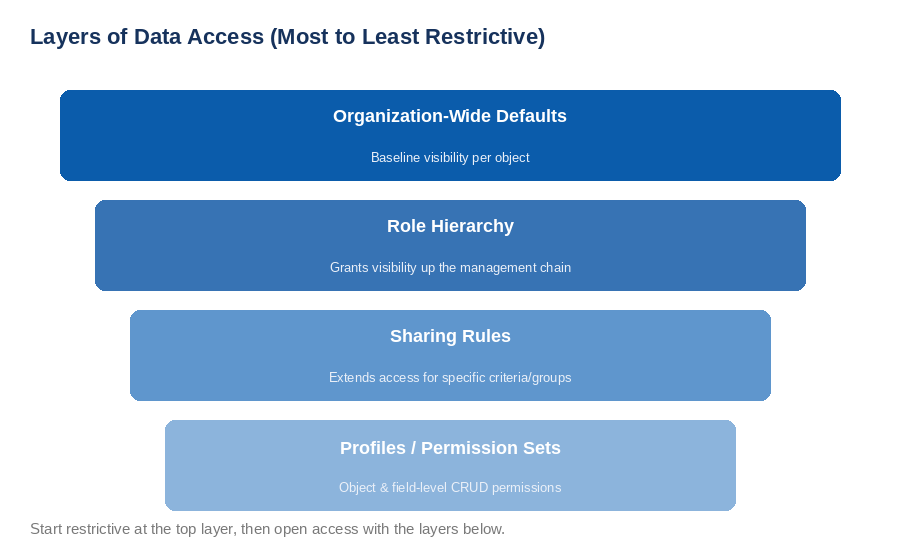 Layers of Data Access (Most to Least Restrictive)
Organization-Wide Defaults
Baseline visibility per object
Role Hierarchy
Grants visibility up the management chain
Sharing Rules
Extends access for specific criteria/groups
Profiles / Permission Sets
Object & field-level CRUD permissions
Start restrictive at the top layer, then open access with the layers below.